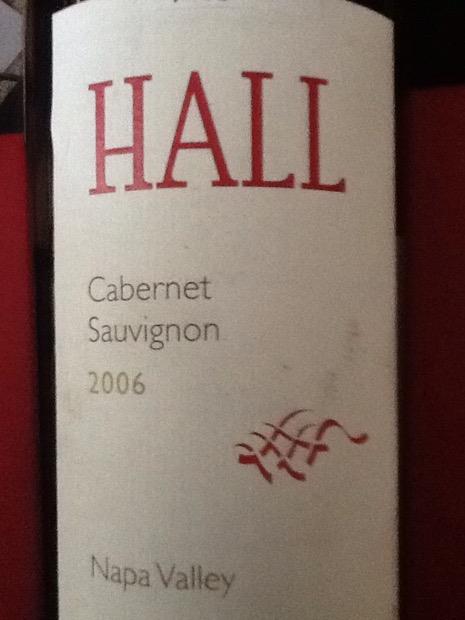 HALL
Cabernet
Sauvignon
2006
Napa Valley